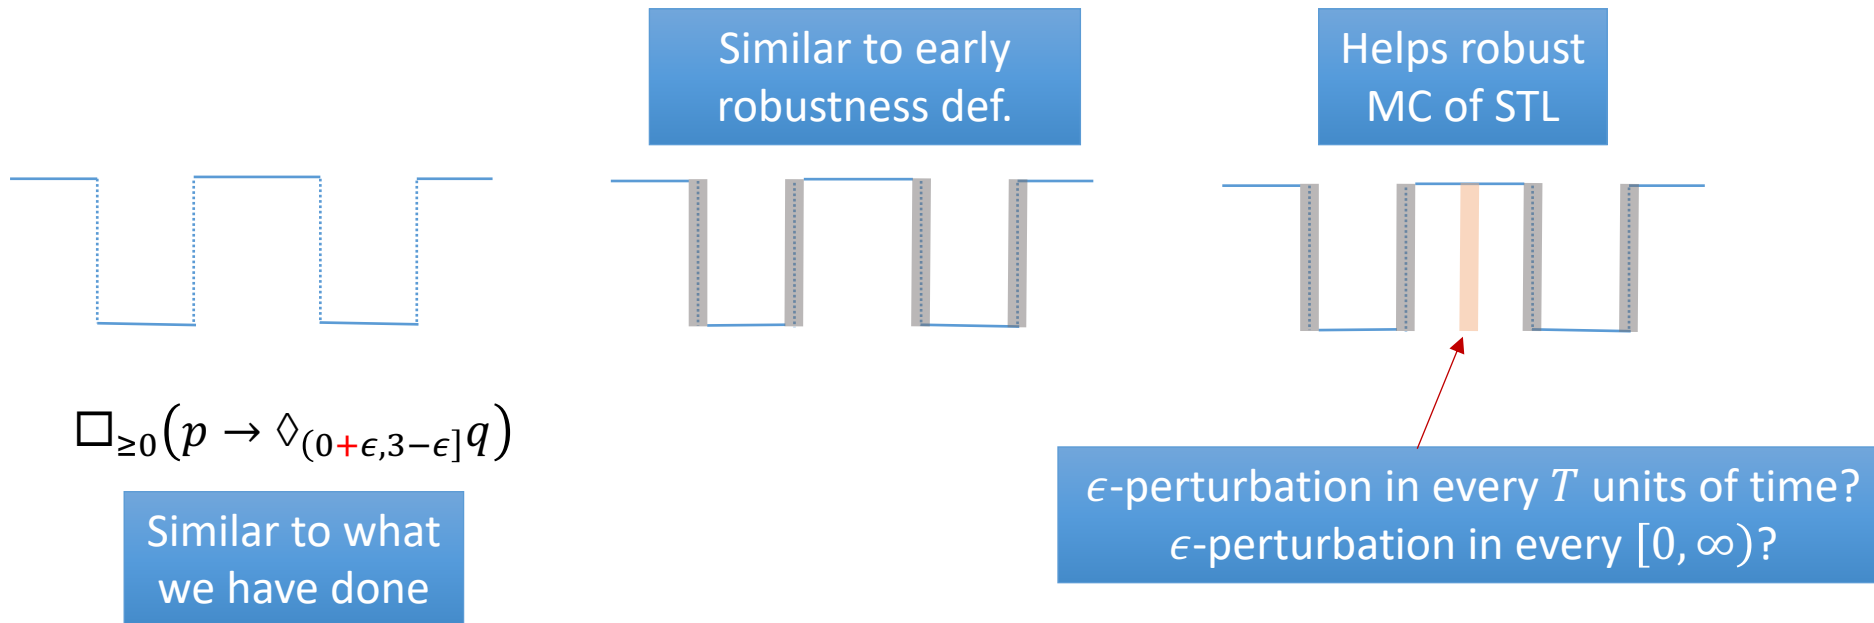 Similar to early
robustness def.
Helps robust
MC of STL
□≥0(p → ◊(0+ϵ,3−ϵ]q)
Similar to what
we have done
ϵ-perturbation in every T units of time?
ϵ-perturbation in every [0, ∞)?